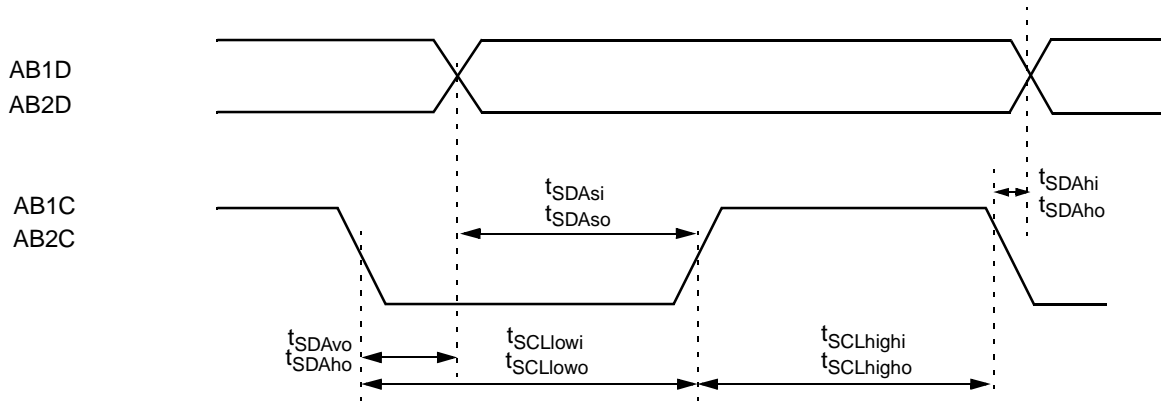 AB1D
AB2D
AB1C
AB2C
tSDAsi
tSDAso
tSDAhi
tSDAho
tSDAvo
tSDAho
tSCLlowi
tSCLlowo
tSCLhighi
tSCLhigho